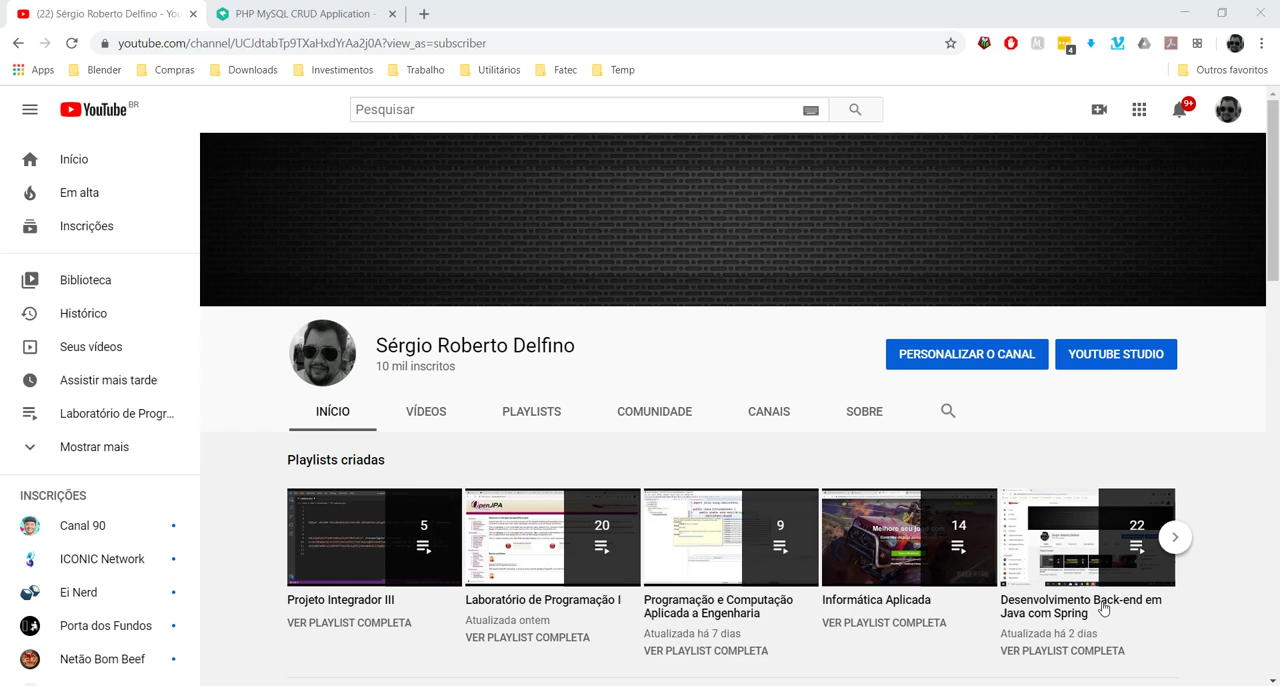 (22) Sérgio Roberto Delfino - You
PHP MySQL CRUD Application -
youtube.com/channel/UCJdtabTp9TXaHxdYrAa2j0A?view_as=subscriber
4
Apps Blender Compras Downloads Investimentos Trabalho Utilitários Fatec Temp Outros favoritos
YouTube BR
Pesquisar
9+
Início
Em alta
Inscrições
Biblioteca
Histórico
Seus vídeos
Assistir mais tarde
Laboratório de Progr...
Mostrar mais
INSCRIÇÕES
Canal 90
ICONIC Network
Ei Nerd
Porta dos Fundos
Netão Bom Beef
Sérgio Roberto Delfino
10 mil inscritos
PERSONALIZAR O CANAL
YOUTUBE STUDIO
INÍCIO VÍDEOS PLAYLISTS COMUNIDADE CANAIS SOBRE
Playlists criadas
5
Projeto Integrador I
VER PLAYLIST COMPLETA
20
Laboratório de Programação I
Atualizada ontem
VER PLAYLIST COMPLETA
9
Programação e Computação
Aplicada a Engenharia
Atualizada há 7 dias
VER PLAYLIST COMPLETA
14
Informática Aplicada
VER PLAYLIST COMPLETA
22
Desenvolvimento Back-end em
Java com Spring
Atualizada há 2 dias
VER PLAYLIST COMPLETA